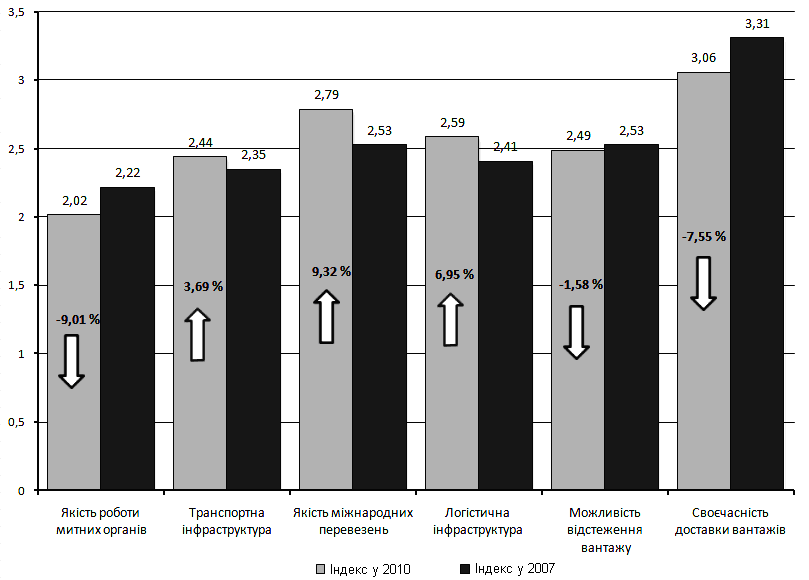 3,5
3
2,5
2
1,5
1
0,5
0
2,02
2,22
-9,01 %
2,44
2,35
3,69 %
2,79
2,53
9,32 %
2,59
2,41
6,95 %
2,49
2,53
-1,58 %
3,06
3,31
-7,55 %
Якість роботи
митних органів
Транспортна
інфраструктура
Якість міжнародних
перевезень
Логістична
інфраструктура
Можливість
відстеження
вантажу
Своєчасність
доставки вантажів
Індекс у 2010
Індекс у 2007